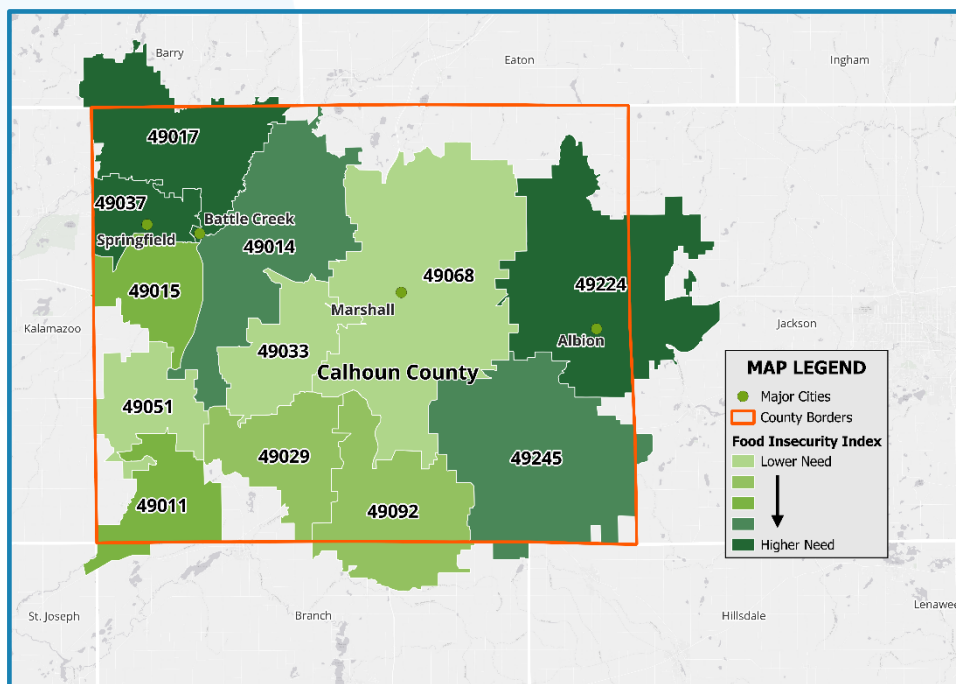 Barry
Eaton
Ingham
49017
49037
Battle Creek
Springfield
49014
49015
49068
49224
Marshall
Kalamazoo
Jackson
Albion
49033
Calhoun County
49051
49029
49245
49011
49092
MAP LEGEND
Major Cities
County Borders
Food Insecurity Index
Lower Need
Higher Need
St. Joseph
Branch
Hillsdale
Lenawee